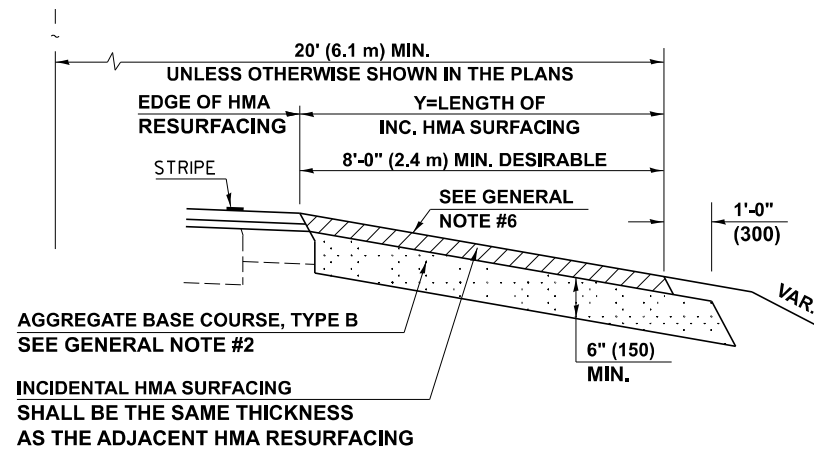 20' (6.1 m) MIN.
UNLESS OTHERWISE SHOWN IN THE PLANS
EDGE OF HMA
RESURFACING
Y=LENGTH OF
INC. HMA SURFACING
8'-0" (2.4 m) MIN. DESIRABLE
STRIPE
SEE GENERAL
NOTE #6
1'-0"
(300)
VAR.
AGGREGATE BASE COURSE, TYPE B
SEE GENERAL NOTE #2
6" (150)
MIN.
INCIDENTAL HMA SURFACING
SHALL BE THE SAME THICKNESS
AS THE ADJACENT HMA RESURFACING